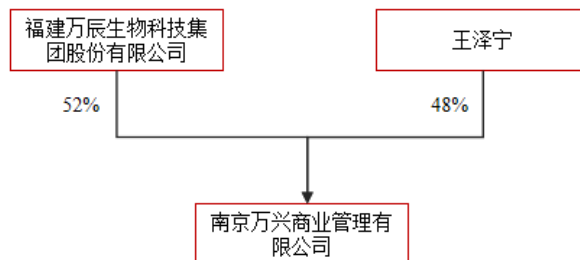 福建万辰生物科技集
团股份有限公司
王泽宁
52%
48%
南京万兴商业管理有
限公司